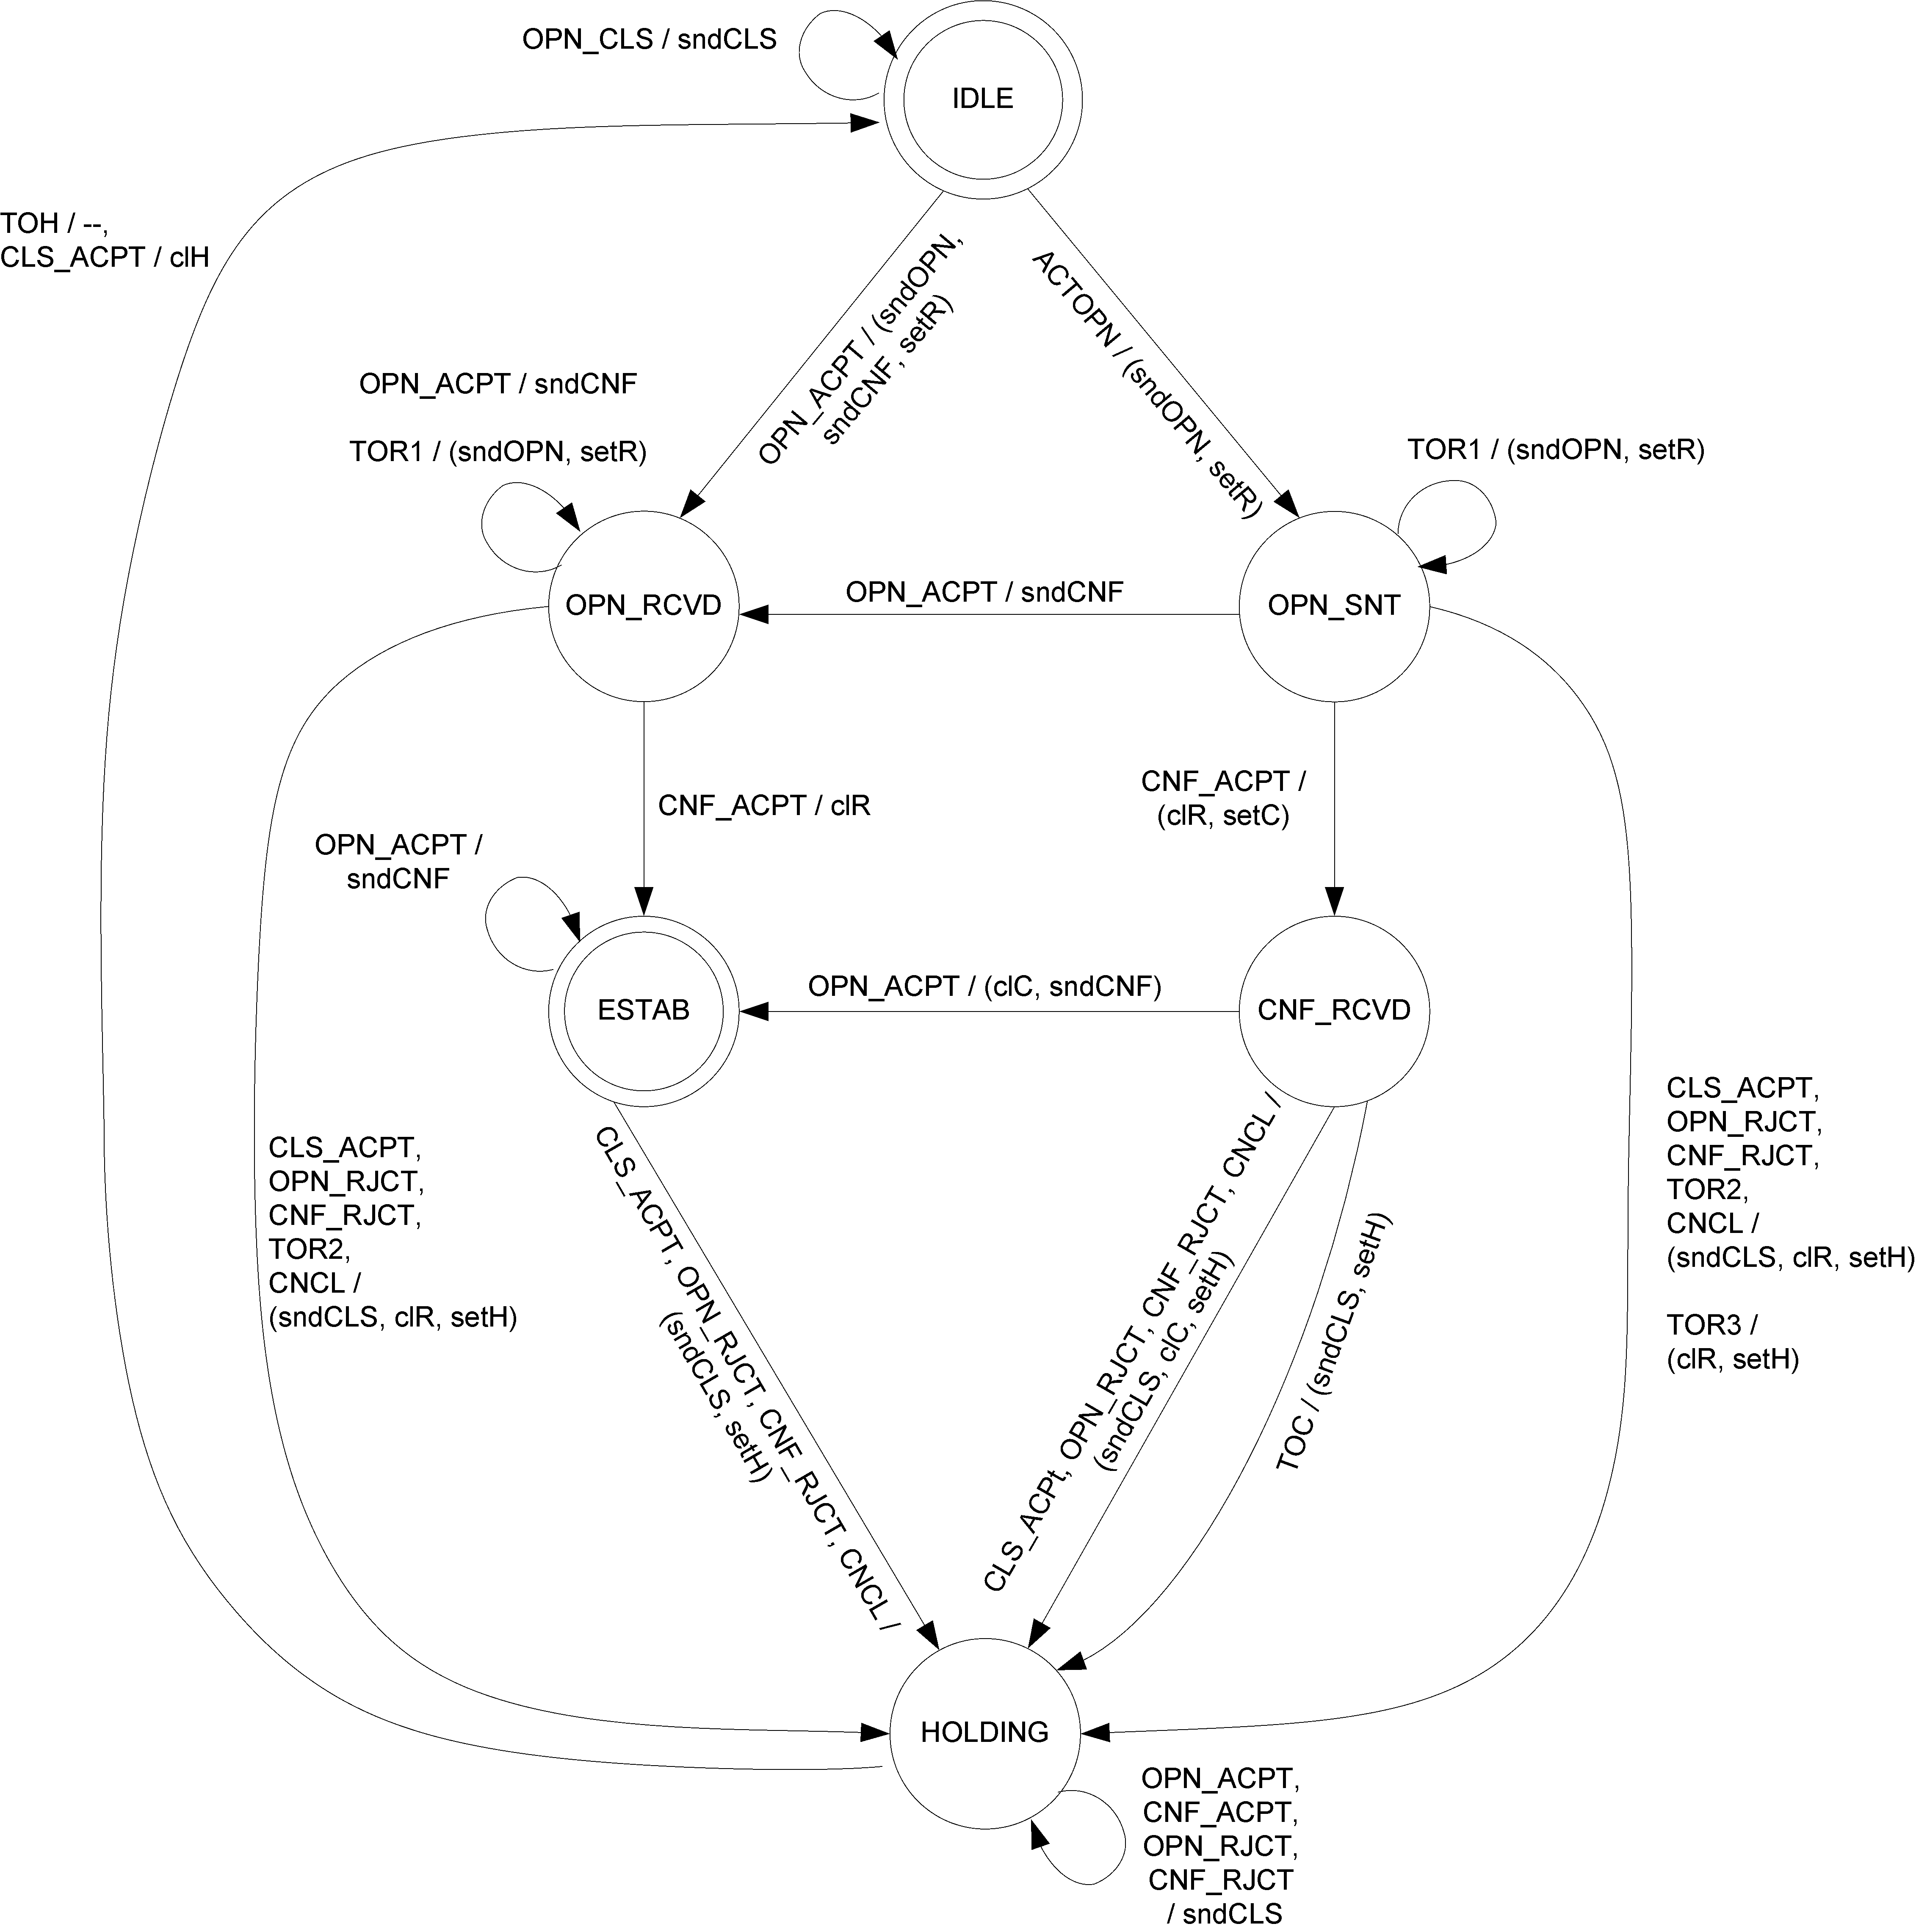 OPN_CLS / sndCLS
IDLE
TOH / --,
CLS_ACPT / clH
OPN_ACPT / (sndOPN,
sndCNF, setR)
ACTOPN / (sndOPN, setR)
OPN_ACPT / sndCNF
TOR1 / (sndOPN, setR)
TOR1 / (sndOPN, setR)
OPN_RCVD
OPN_ACPT / sndCNF
OPN_SNT
CNF_ACPT / clR
CNF_ACPT /
(clR, setC)
OPN_ACPT /
sndCNF
ESTAB
OPN_ACPT / (clC, sndCNF)
CNF_RCVD
CLS_ACPT,
OPN_RJCT,
CNF_RJCT,
TOR2,
CNCL /
(sndCLS, clR, setH)
CLS_ACPT, OPN_RJCT, CNF_RJCT, CNCL /
(sndCLS, setH)
CLS_ACPt, OPN_RJCT, CNF_RJCT, CNCL /
(sndCLS, clC, setH)
TOC / (sndCLS, setH)
CLS_ACPT,
OPN_RJCT,
CNF_RJCT,
TOR2,
CNCL /
(sndCLS, clR, setH)
TOR3 /
(clR, setH)
HOLDING
OPN_ACPT,
CNF_ACPT,
OPN_RJCT,
CNF_RJCT
/ sndCLS